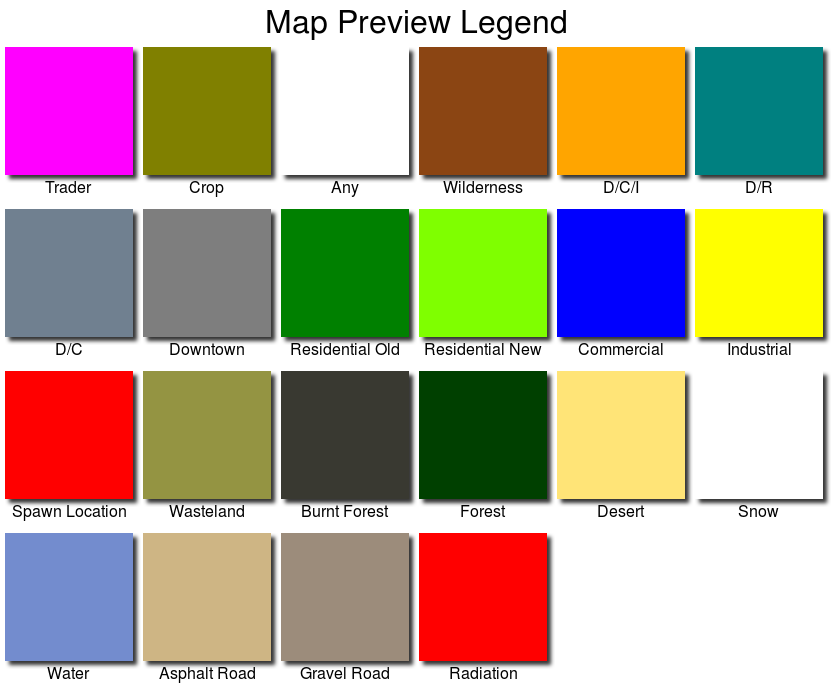 Map Preview Legend
Trader
Crop
Any
Wilderness
D/C/I
D/R
D/C
Downtown
Residential Old
Residential New
Commercial
Industrial
Spawn Location
Wasteland
Burnt Forest
Forest
Desert
Snow
Water
Asphalt Road
Gravel Road
Radiation